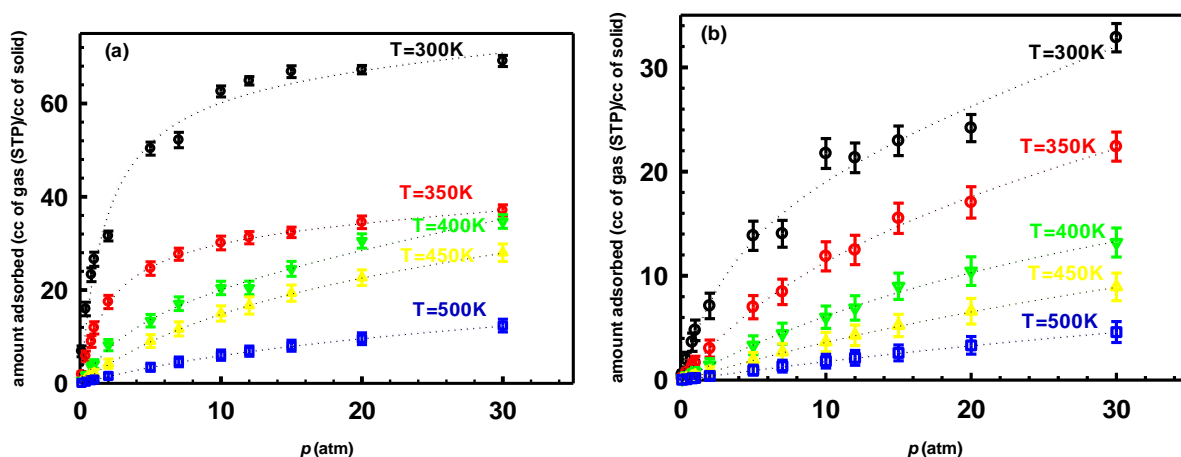 (a)
T=300K
T=350K
T=400K
T=450K
T=500K
amount adsorbed (cc of gas (STP)/cc of solid)
60
40
20
0
0
10
20
30
p (atm)
(b)
T=300K
T=350K
T=400K
T=450K
T=500K
amount adsorbed (cc of gas (STP)/cc of solid)
30
20
10
0
0
10
20
30
p (atm)